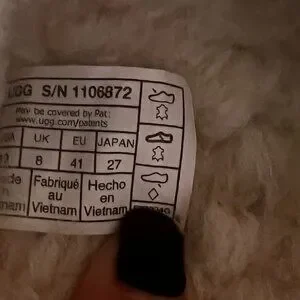 UGG S/N 1106872
May be covered by Pat:
www.ugg.com/patents
UK EU JAPAN
8 41 27
Fabriqué Hecho
au en
Vietnam Vietnam